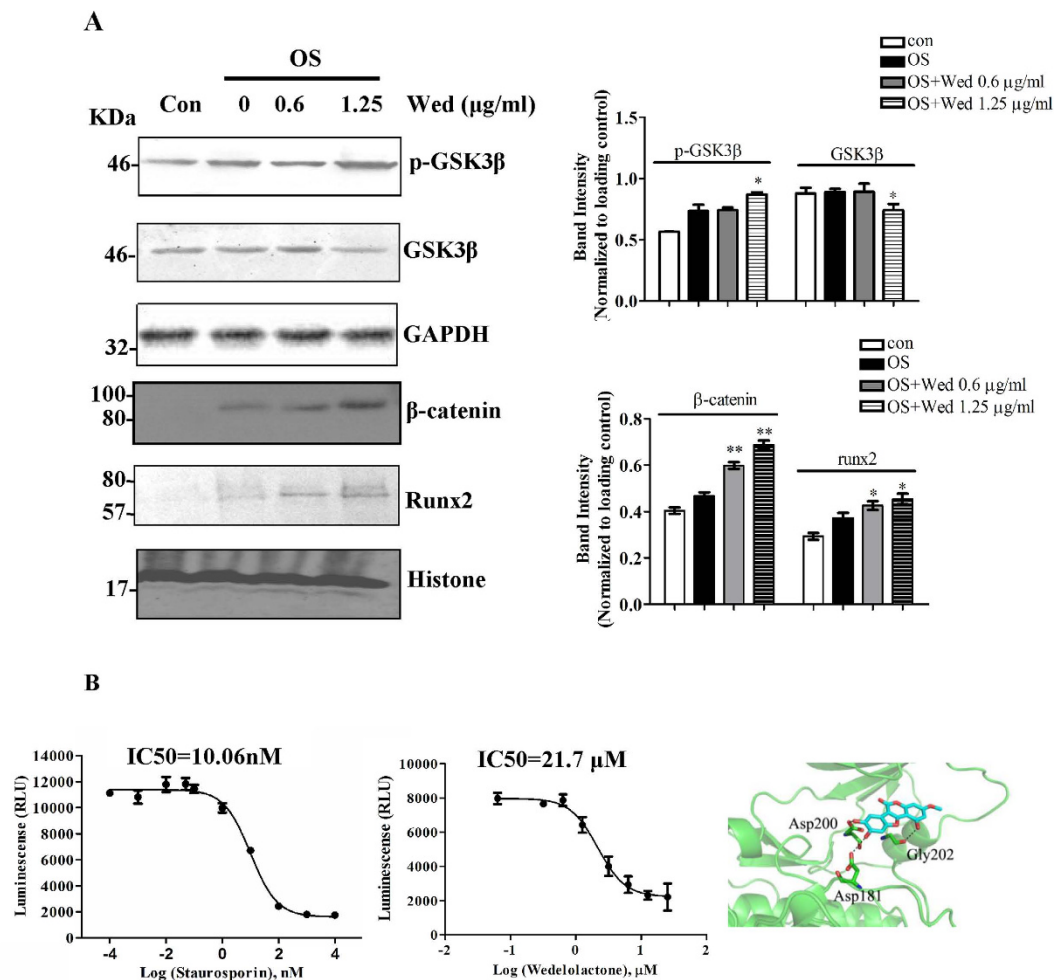 A
OS
Con 0 0.6 1.25 Wed (µg/ml)
KDa
46- p-GSK3β
46- GSK3β
32- GAPDH
100-
80- β-catenin
80-
57- Runx2
17- Histone
con
OS
OS+Wed 0.6 µg/ml
OS+Wed 1.25 µg/ml
Band Intensity
(Normalized to loading control)
1.5
1.0
0.5
0.0
p-GSK3β GSK3β
* *
con
OS
OS+Wed 0.6 µg/ml
OS+Wed 1.25 µg/ml
Band Intensity
(Normalized to loading control)
0.8
0.6
0.4
0.2
0.0
β-catenin
runx2
** **
* *
B
IC50=10.06nM
Luminescense (RLU)
14000
12000
10000
8000
6000
4000
2000
0
-4 -2 0 2 4
Log (Staurosporin), nM
IC50=21.7 µM
Luminescense (RLU)
10000
8000
6000
4000
2000
0
-2 -1 0 1 2
Log (Wedelolactone), µM
Asp200
Gly202
Asp181